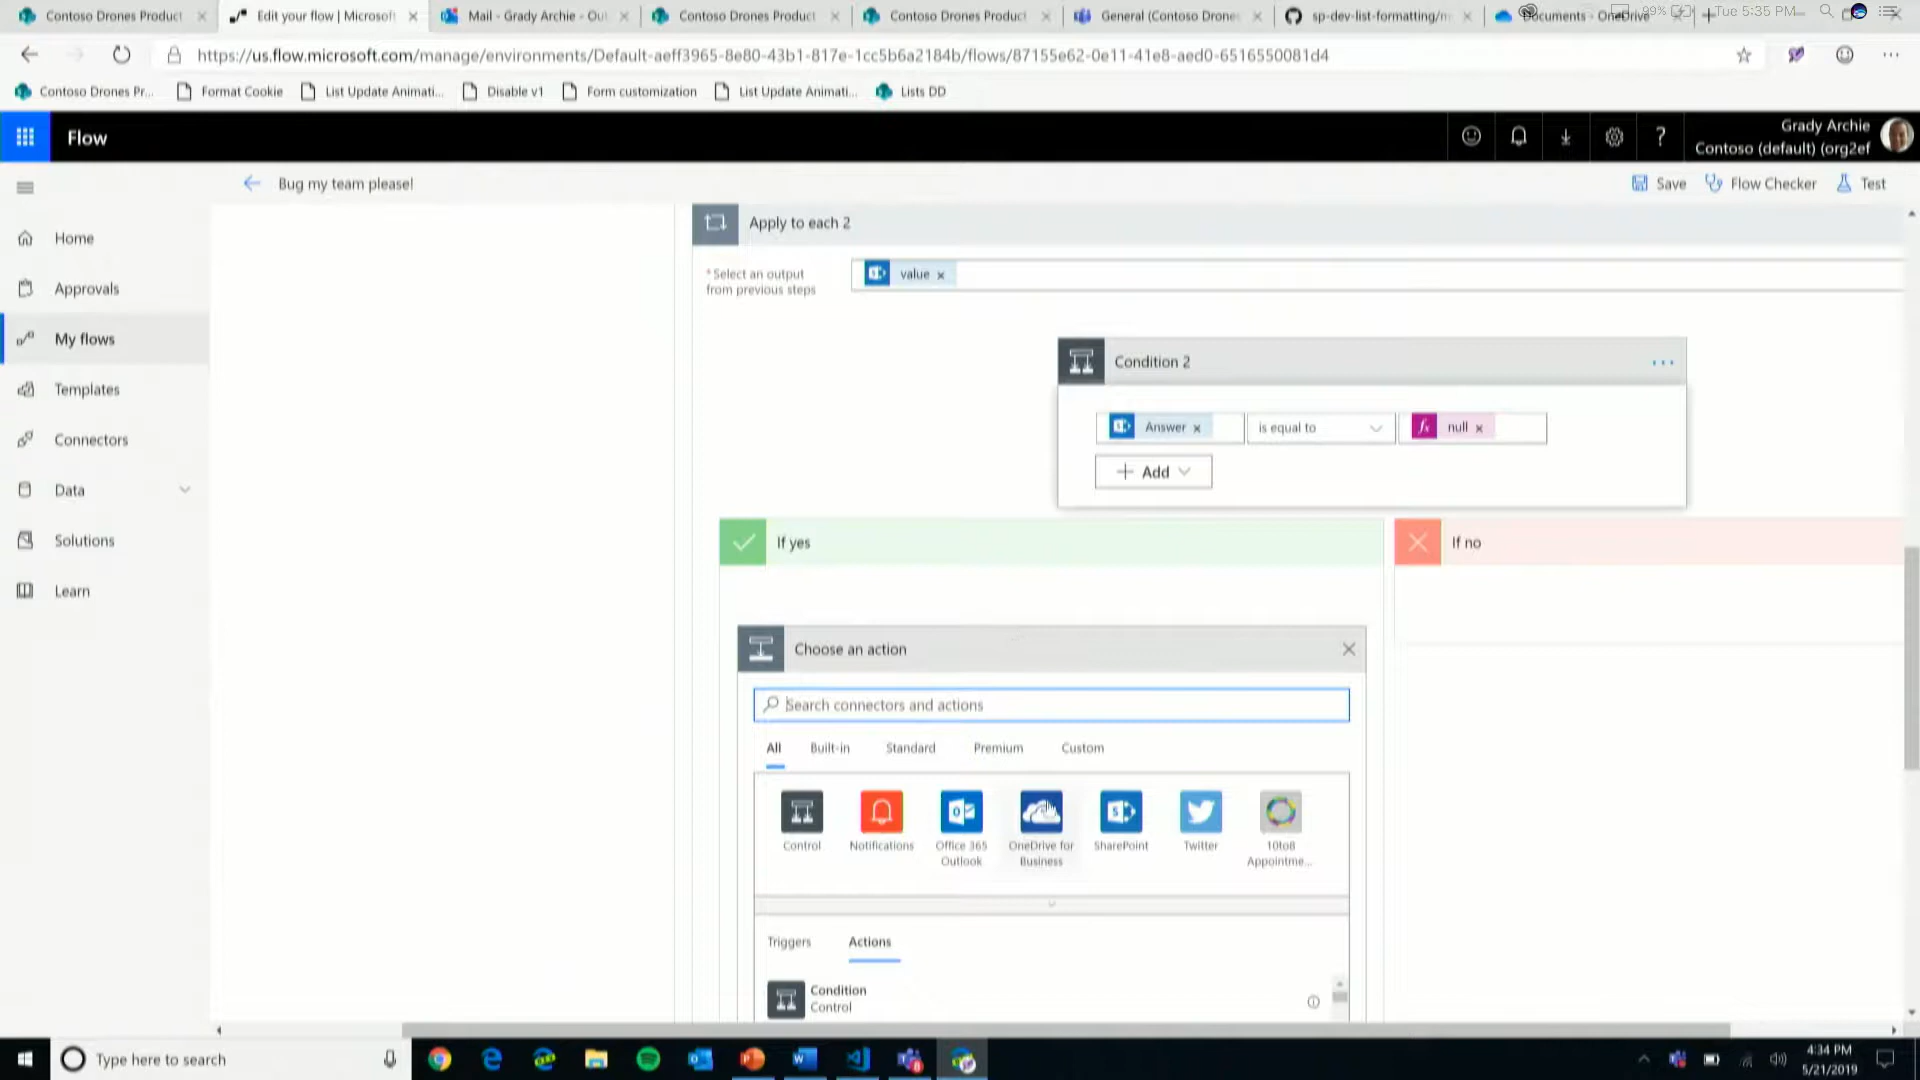 Contoso Drones Product
Edit your flow | Microsoft
Mail - Grady Archie - Out
Contoso Drones Product
Contoso Drones Product
General (Contoso Drone
sp-dev-list-formatting/m
Documents - OneDrive
99%
Tue 5:35 PM
https://us.flow.microsoft.com/manage/environments/Default-aeff3965-8e80-43b1-817e-1cc5b6a2184b/flows/87155e62-0e11-41e8-aed0-6516550081d4
Contoso Drones Pr...
Format Cookie
List Update Animati...
Disable v1
Form customization
List Update Animati...
Lists DD
Flow
?
Grady Archie
Contoso (default) (org2ef
Bug my team please!
Save
Flow Checker
Test
Home
Approvals
My flows
Templates
Connectors
Data
Solutions
Learn
Apply to each 2
* Select an output
from previous steps
value x
Condition 2
...
Answer x
is equal to
fx null x
+ Add
If yes
If no
Choose an action
Search connectors and actions
All
Built-in
Standard
Premium
Custom
Control
Notifications
Office 365
Outlook
OneDrive for
Business
SharePoint
Twitter
10to8
Appointme...
Triggers
Actions
Condition
Control
Type here to search
4:34 PM
5/21/2019